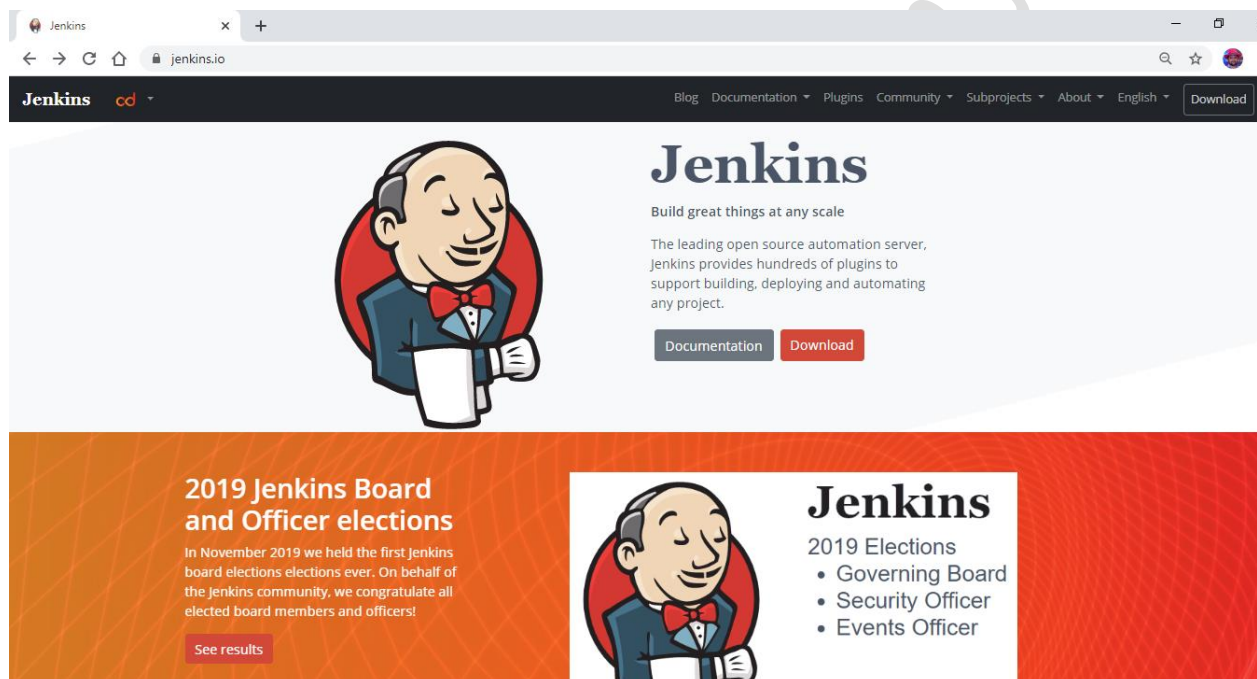 Jenkins
jenkins.io
Jenkins cd Blog Documentation Plugins Community Subprojects About English Download
Jenkins
Build great things at any scale
The leading open source automation server,
Jenkins provides hundreds of plugins to
support building, deploying and automating
any project.
Documentation Download
2019 Jenkins Board
and Officer elections
In November 2019 we held the first Jenkins
board elections elections ever. On behalf of
the Jenkins community, we congratulate all
elected board members and officers!
See results
Jenkins
2019 Elections
• Governing Board
• Security Officer
• Events Officer